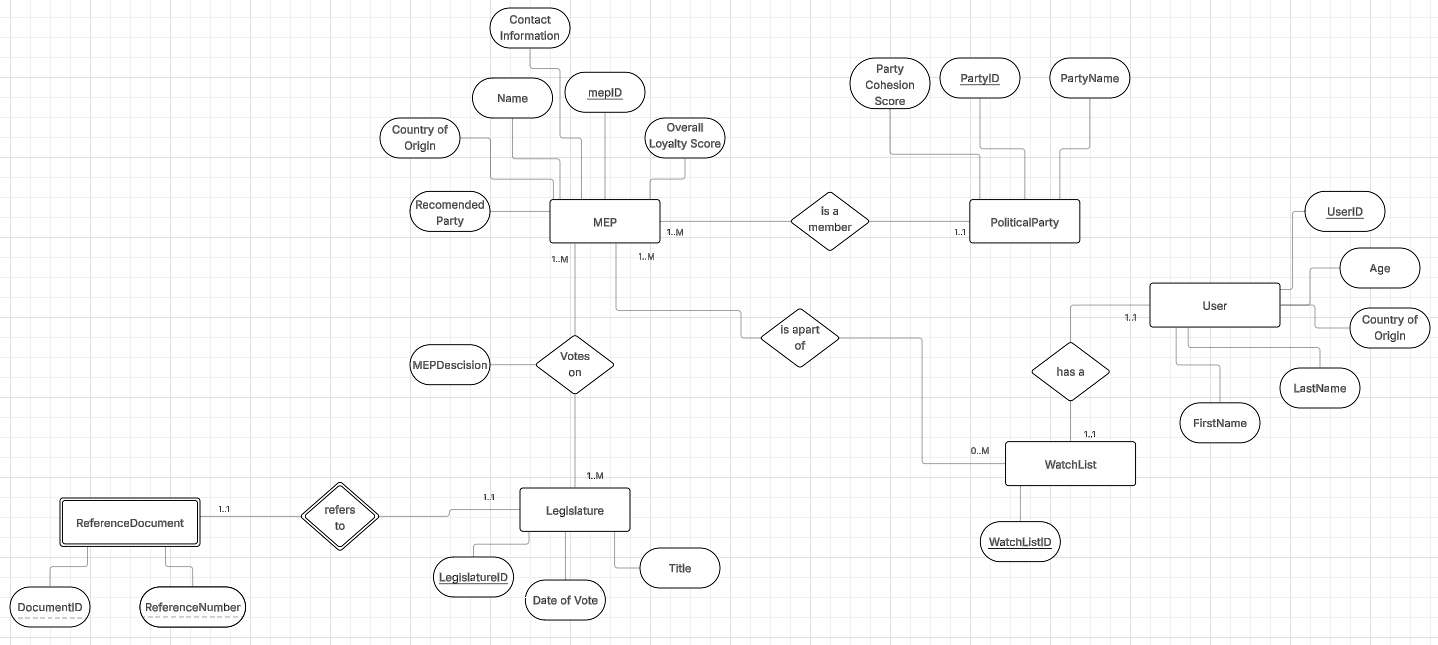 Contact
Information
Name
mepID
Country of
Origin
Overall
Loyalty Score
Recomended
Party
MEP
1..M
1..M
1..M
is a
member
1..1
Party
Cohesion
Score
PartyID
PartyName
PoliticalParty
UserID
Age
User
1..1
Country of
Origin
LastName
FirstName
has a
1..1
is apart
of
0..M
WatchList
WatchListID
MEPDescision
Votes
on
1..M
ReferenceDocument
1..1
refers
to
1..1
Legislature
DocumentID
ReferenceNumber
LegislatureID
Date of Vote
Title